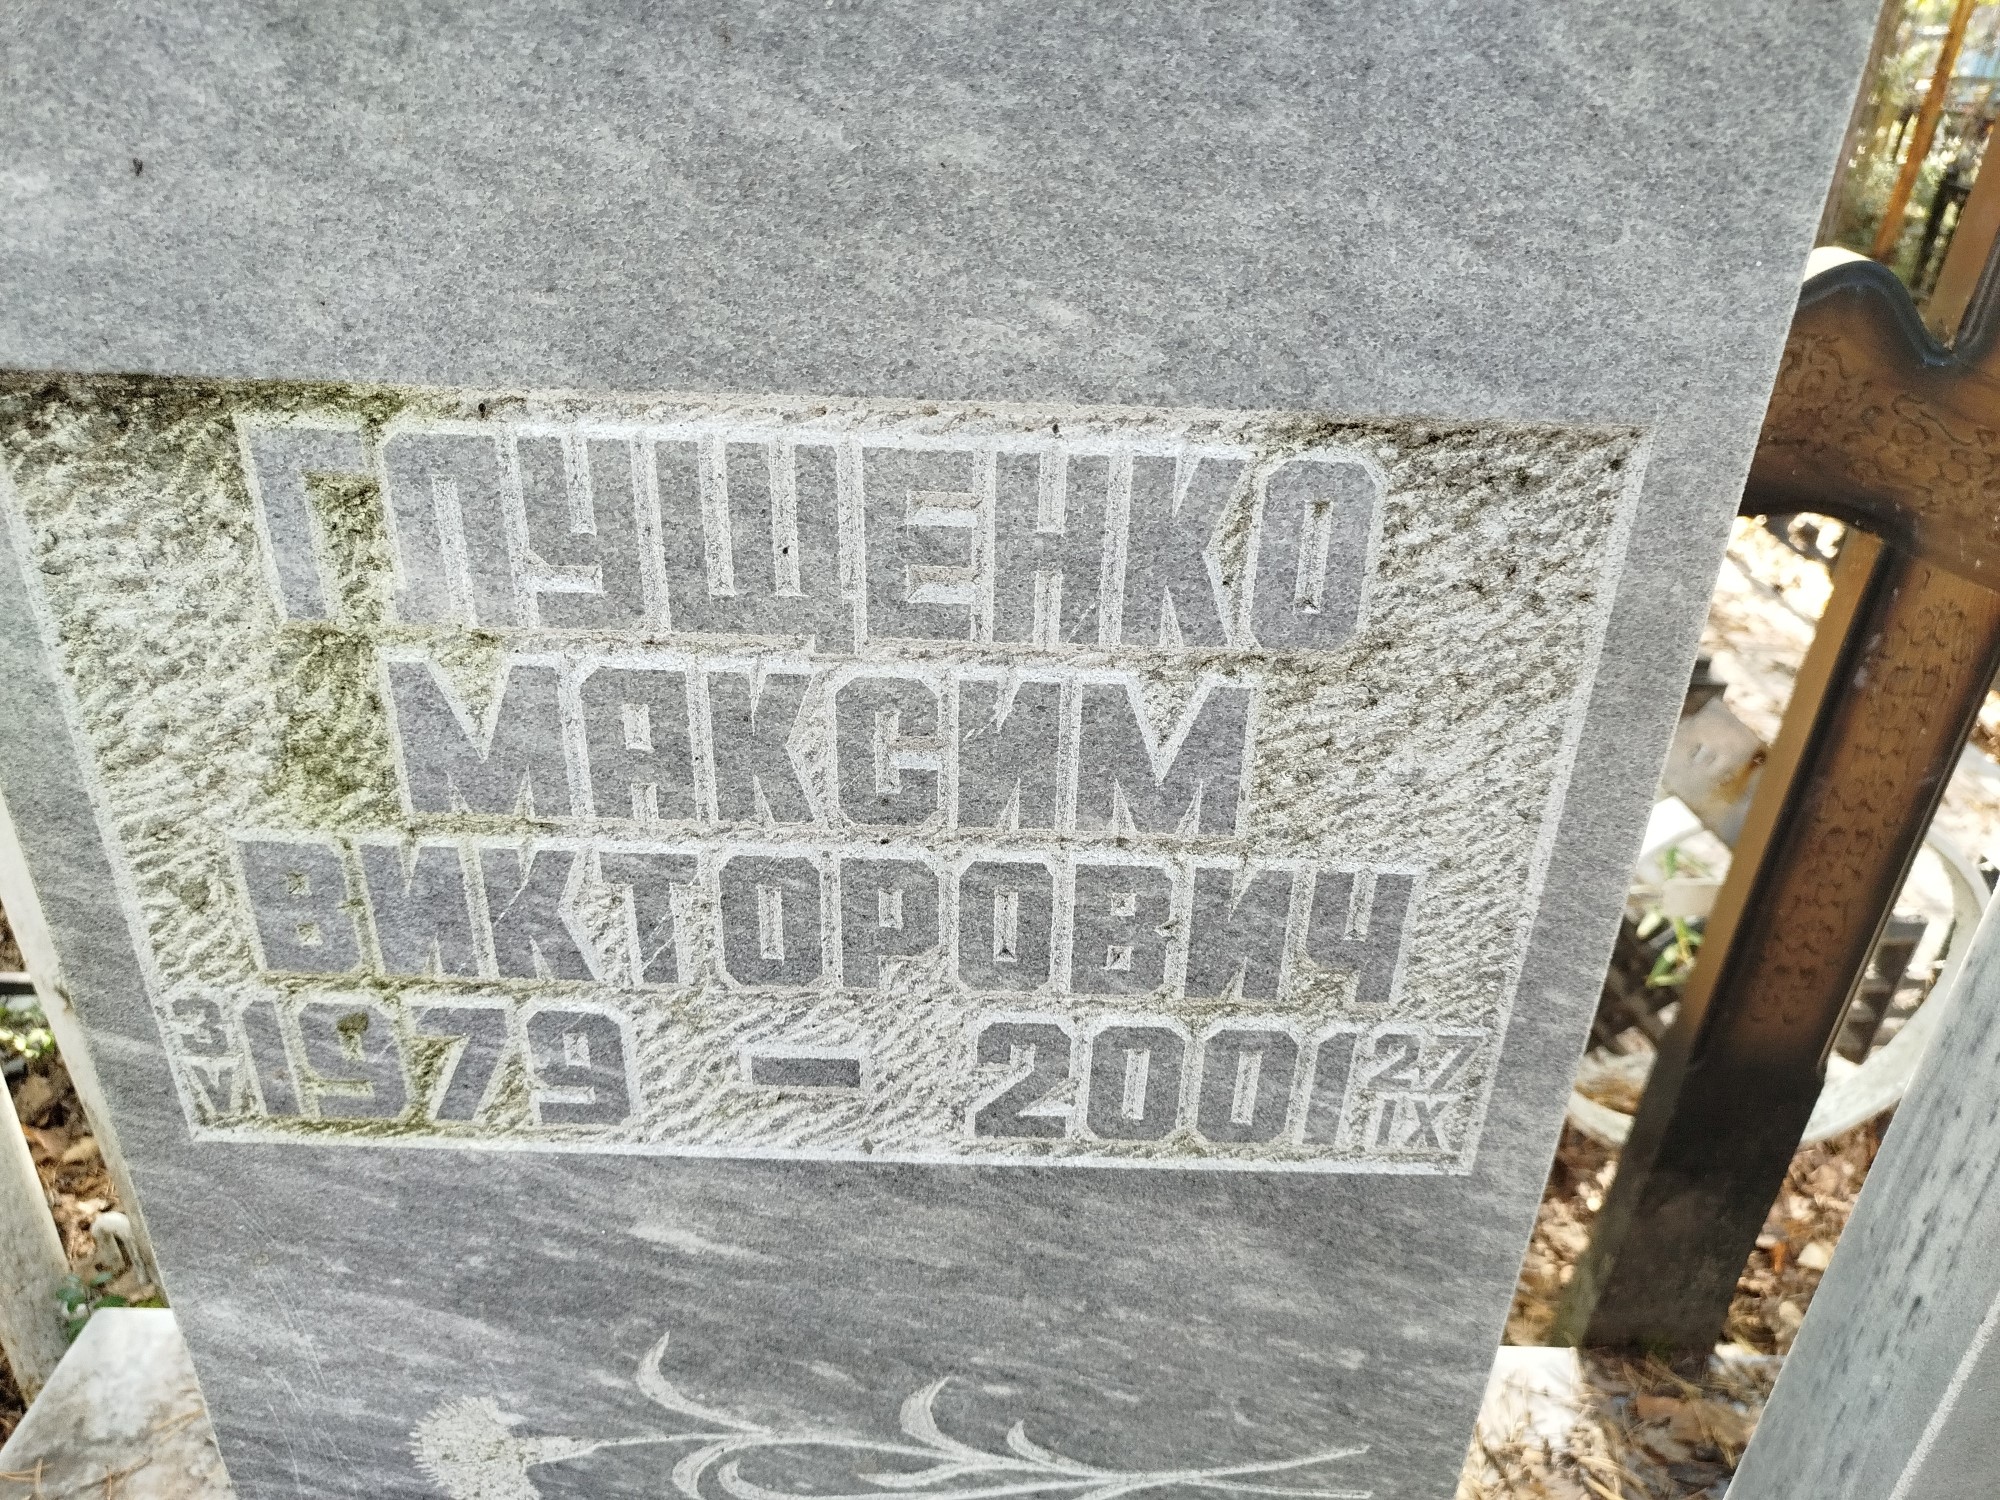 ГЛУЩЕНКО
МАКСИМ
ВИКТОРОВИЧ
3 V 1979 - 2001 27 IX